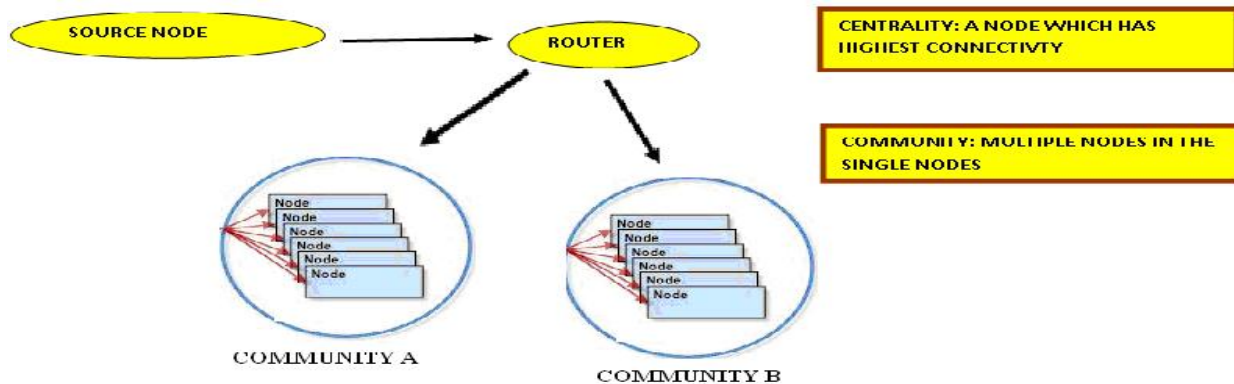 SOURCE NODE
ROUTER
CENTRALITY: A NODE WHICH HAS
HIGHEST CONNECTIVTY
COMMUNITY: MULTIPLE NODES IN THE
SINGLE NODES
Node
Node
Node
Node
Node
Node
COMMUNITY A
Node
Node
Node
Node
Node
Node
COMMUNITY B